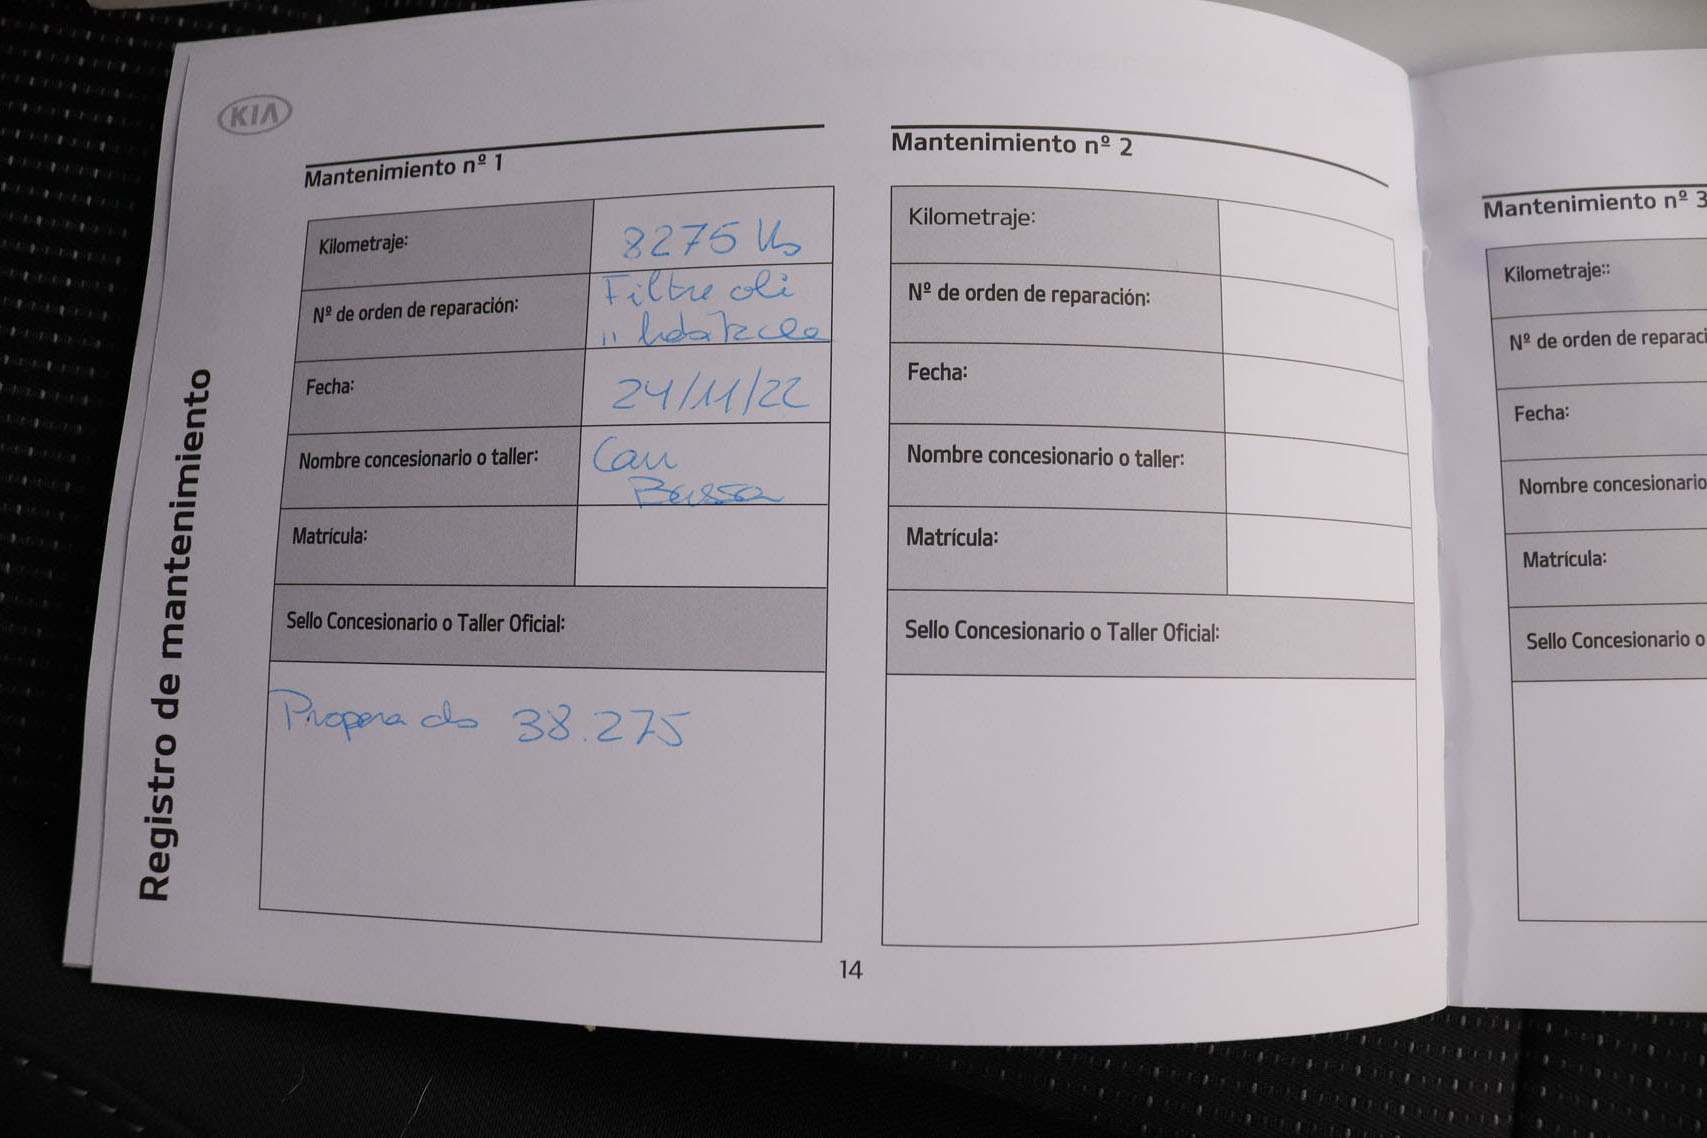 KIA
Registro de mantenimiento
Mantenimiento nº 1
Kilometraje: 8275 Ks
Nº de orden de reparación: Filtre oli
" habitacle
Fecha: 24/11/22
Nombre concesionario o taller: Can
Bussa
Matrícula:
Sello Concesionario o Taller Oficial:
Propera 38.275
14
Mantenimiento nº 2
Kilometraje:
Nº de orden de reparación:
Fecha:
Nombre concesionario o taller:
Matrícula:
Sello Concesionario o Taller Oficial:
Mantenimiento nº 3
Kilometraje::
Nº de orden de reparaci
Fecha:
Nombre concesionario
Matrícula:
Sello Concesionario o